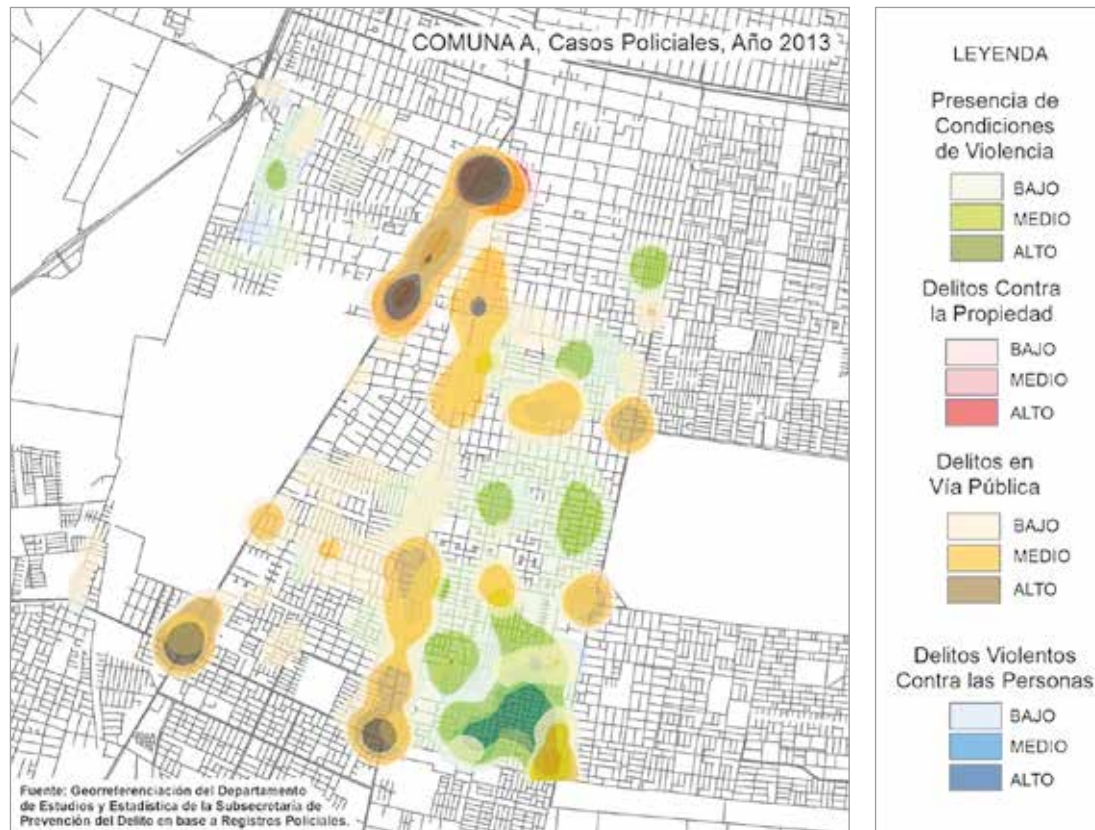 COMUNA A, Casos Policiales, Año 2013
Fuente: Georreferenciación del Departamento
de Estudios y Estadística de la Subsecretaría de
Prevención del Delito en base a Registros Policiales.
LEYENDA
Presencia de
Condiciones
de Violencia
BAJO
MEDIO
ALTO
Delitos Contra
la Propiedad
BAJO
MEDIO
ALTO
Delitos en
Vía Pública
BAJO
MEDIO
ALTO
Delitos Violentos
Contra las Personas
BAJO
MEDIO
ALTO